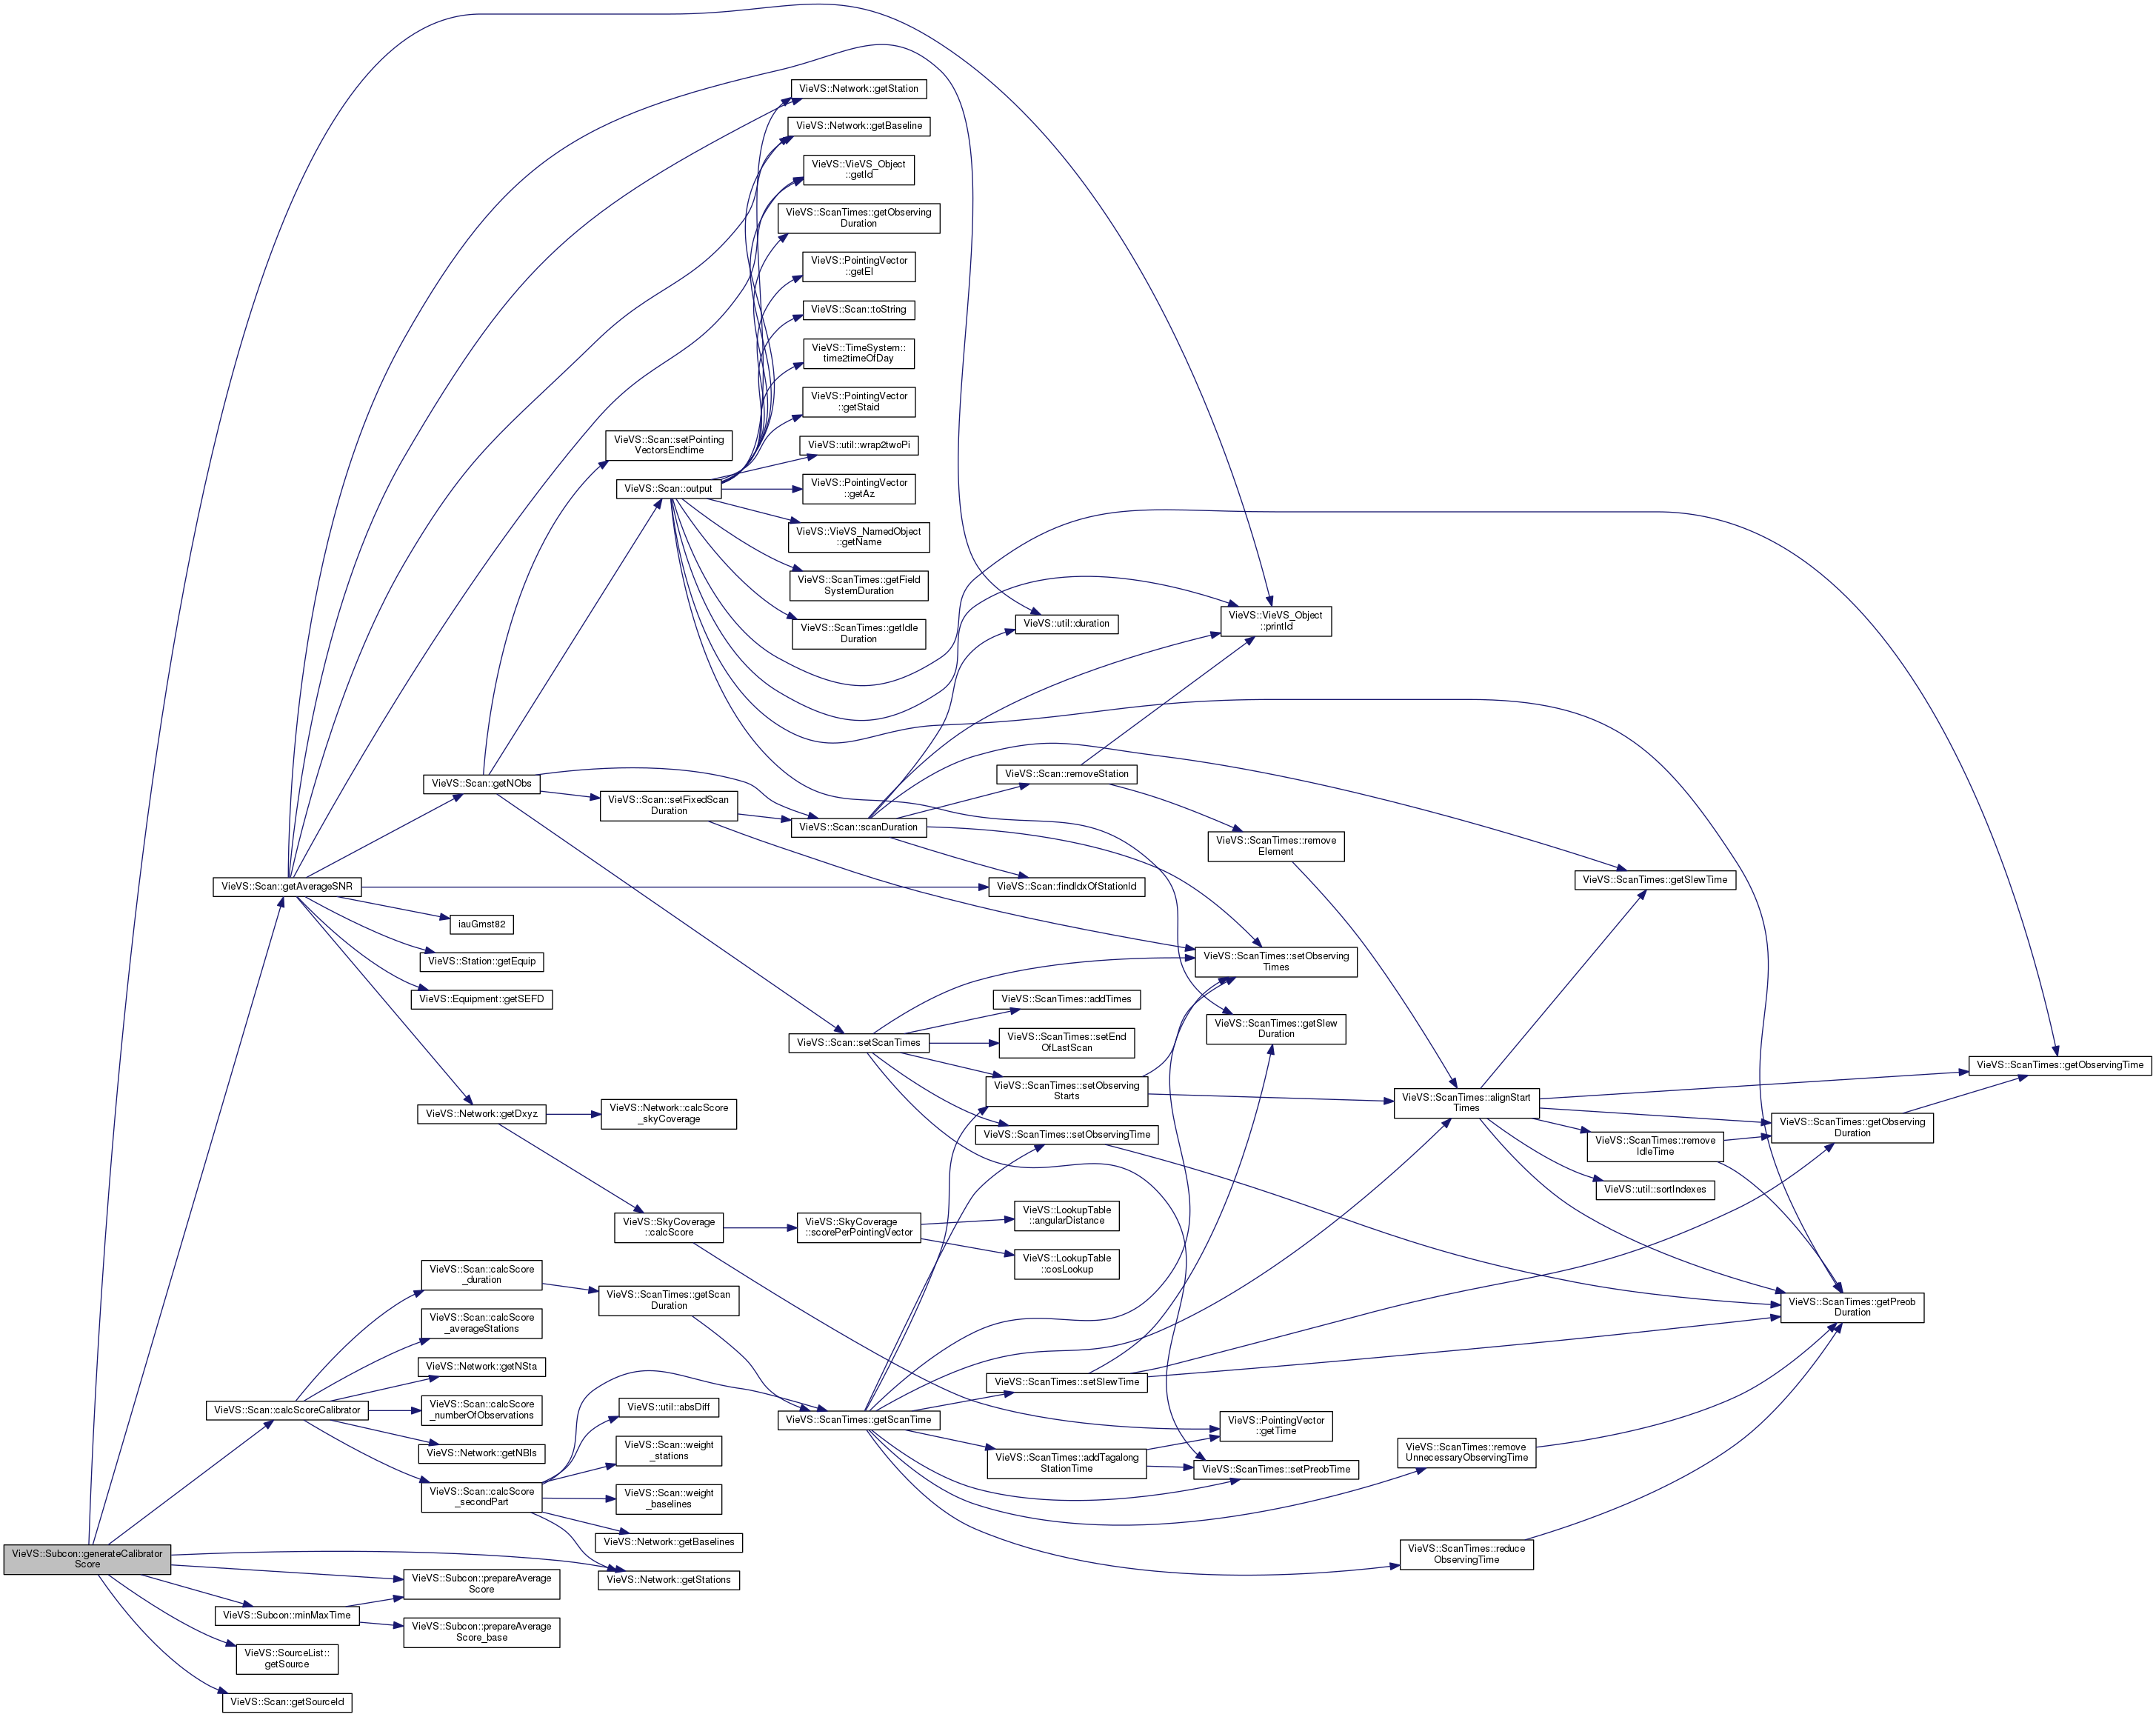 VieVS::Network::getStation
VieVS::Network::getBaseline
VieVS::VieVS_Object
::getId
VieVS::ScanTimes::getObserving
Duration
VieVS::PointingVector
::getEl
VieVS::Scan::toString
VieVS::TimeSystem::
time2timeOfDay
VieVS::PointingVector
::getStaid
VieVS::Scan::setPointing
VectorsEndtime
VieVS::util::wrap2twoPi
VieVS::Scan::output
VieVS::PointingVector
::getAz
VieVS::VieVS_NamedObject
::getName
VieVS::ScanTimes::getField
SystemDuration
VieVS::ScanTimes::getIdle
Duration
VieVS::util::duration
VieVS::VieVS_Object
::printId
VieVS::Scan::getNObs
VieVS::Scan::setFixedScan
Duration
VieVS::Scan::removeStation
VieVS::Scan::scanDuration
VieVS::ScanTimes::remove
Element
VieVS::ScanTimes::getSlewTime
VieVS::Scan::getAverageSNR
VieVS::Scan::findIdxOfStationId
iauGmst82
VieVS::Station::getEquip
VieVS::Equipment::getSEFD
VieVS::ScanTimes::setObserving
Times
VieVS::ScanTimes::addTimes
VieVS::Scan::setScanTimes
VieVS::ScanTimes::setEnd
OfLastScan
VieVS::ScanTimes::getSlew
Duration
VieVS::ScanTimes::getObservingTime
VieVS::ScanTimes::setObserving
Starts
VieVS::ScanTimes::alignStart
Times
VieVS::Network::getDxyz
VieVS::Network::calcScore
_skyCoverage
VieVS::ScanTimes::setObservingTime
VieVS::ScanTimes::remove
IdleTime
VieVS::ScanTimes::getObserving
Duration
VieVS::util::sortIndexes
VieVS::SkyCoverage
::calcScore
VieVS::SkyCoverage
::scorePerPointingVector
VieVS::LookupTable
::angularDistance
VieVS::LookupTable
::cosLookup
VieVS::Scan::calcScore
_duration
VieVS::ScanTimes::getScan
Duration
VieVS::ScanTimes::getPreob
Duration
VieVS::Scan::calcScore
_averageStations
VieVS::Network::getNSta
VieVS::ScanTimes::setSlewTime
VieVS::Scan::calcScoreCalibrator
VieVS::Scan::calcScore
_numberOfObservations
VieVS::util::absDiff
VieVS::ScanTimes::getScanTime
VieVS::PointingVector
::getTime
VieVS::Network::getNBls
VieVS::Scan::weight
_stations
VieVS::ScanTimes::addTagalong
StationTime
VieVS::ScanTimes::setPreobTime
VieVS::ScanTimes::remove
UnnecessaryObservingTime
VieVS::Scan::calcScore
_secondPart
VieVS::Scan::weight
_baselines
VieVS::Network::getBaselines
VieVS::Subcon::generateCalibrator
Score
VieVS::ScanTimes::reduce
ObservingTime
VieVS::Subcon::prepareAverage
Score
VieVS::Network::getStations
VieVS::Subcon::minMaxTime
VieVS::Subcon::prepareAverage
Score_base
VieVS::SourceList::
getSource
VieVS::Scan::getSourceId